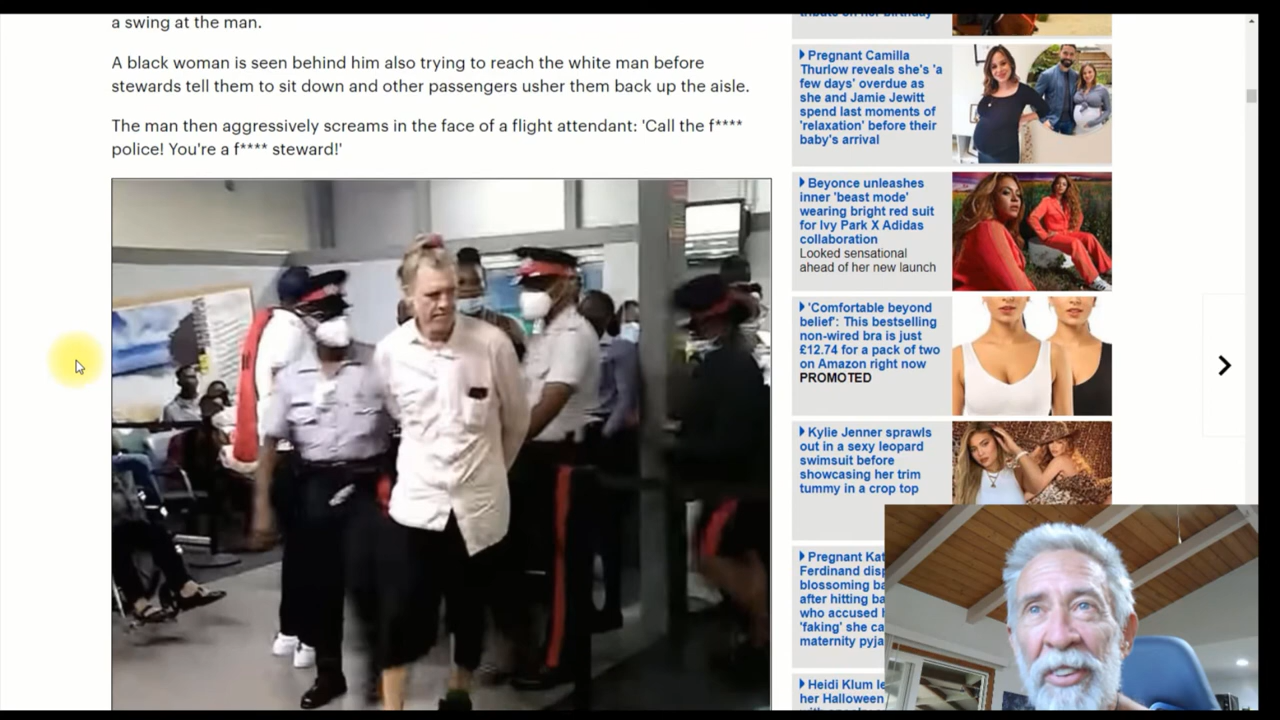 a swing at the man.
A black woman is seen behind him also trying to reach the white man before
stewards tell them to sit down and other passengers usher them back up the aisle.
The man then aggressively screams in the face of a flight attendant: 'Call the f****
police! You're a f**** steward!'
Pregnant Camilla
Thurlow reveals she's 'a
few days' overdue as
she and Jamie Jewitt
spend last moments of
'relaxation' before their
baby's arrival
Beyonce unleashes
inner 'beast mode'
wearing bright red suit
for Ivy Park X Adidas
collaboration
Looked sensational
ahead of her new launch
'Comfortable beyond
belief': This bestselling
non-wired bra is just
£12.74 for a pack of two
on Amazon right now
PROMOTED
Kylie Jenner sprawls
out in a sexy leopard
swimsuit before
showcasing her trim
tummy in a crop top
Pregnant Kat
Ferdinand disp
blossoming ba
after hitting ba
who accused h
'faking' she ca
maternity pyja
Heidi Klum le
her Halloween